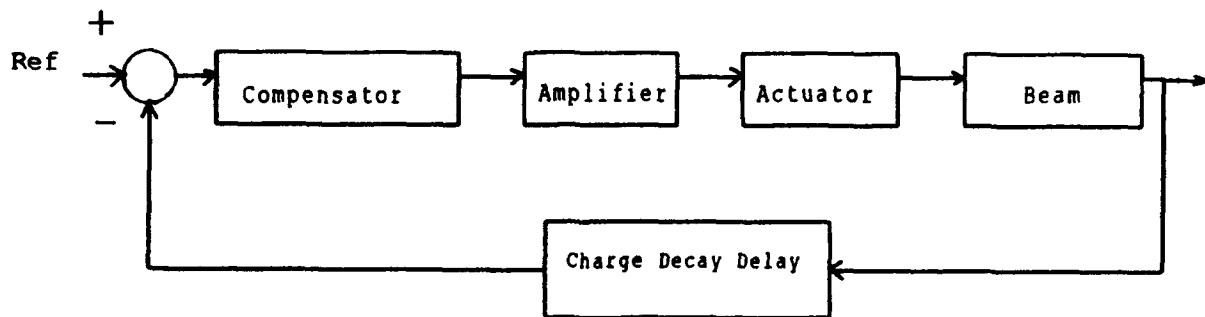 +
Ref
−
Compensator
Amplifier
Actuator
Beam
Charge Decay Delay